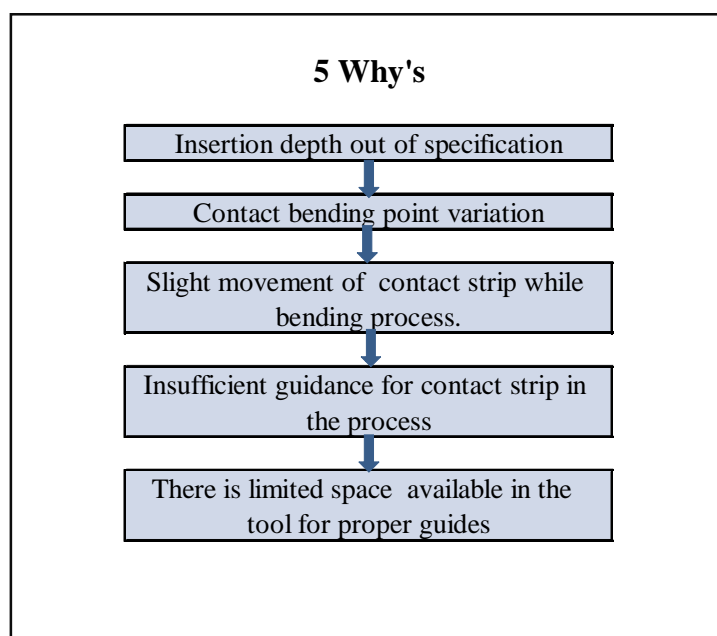 5 Why's
Insertion depth out of specification
Contact bending point variation
Slight movement of contact strip while
bending process.
Insufficient guidance for contact strip in
the process
There is limited space available in the
tool for proper guides